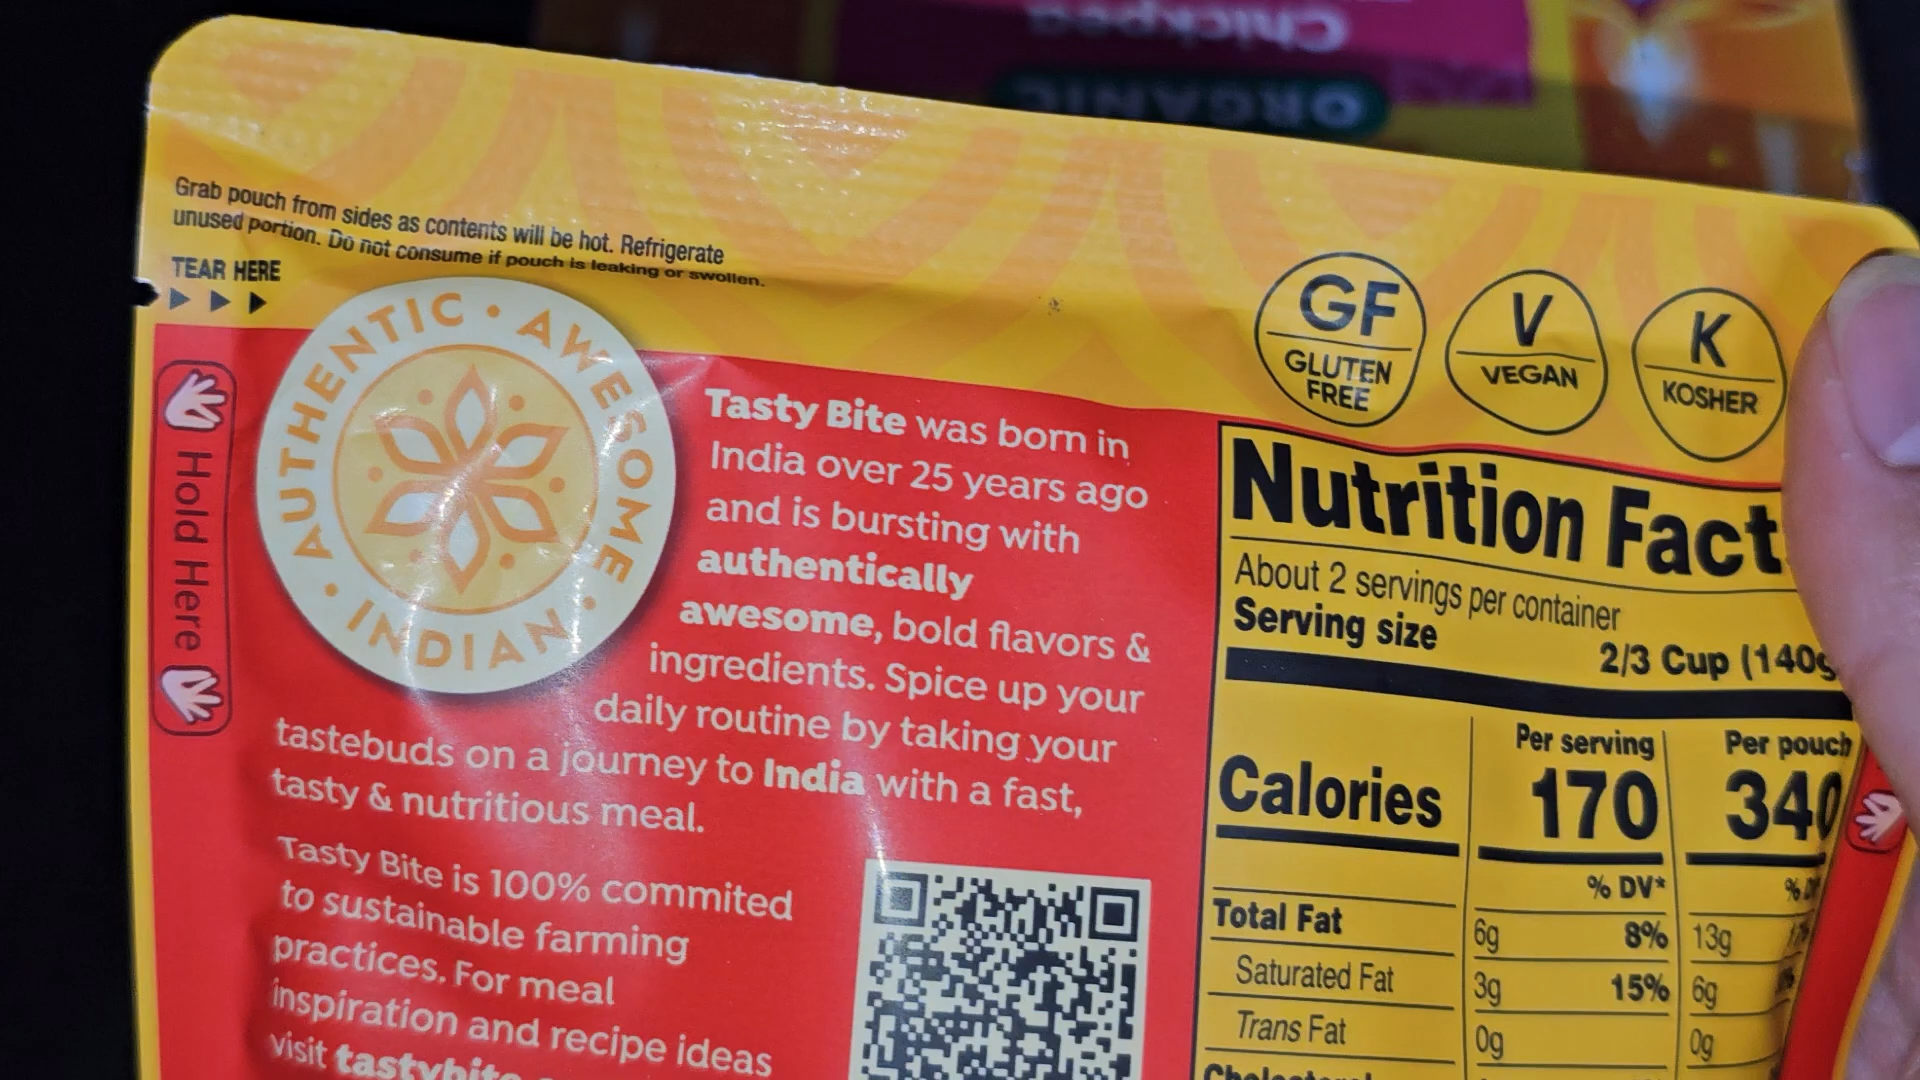 Chickpea
ORGANIC
Grab pouch from sides as contents will be hot. Refrigerate
unused portion. Do not consume if pouch is leaking or swollen.
TEAR HERE
AUTHENTIC • AWESOME • INDIAN •
Hold Here
Tasty Bite was born in
India over 25 years ago
and is bursting with
authentically
awesome, bold flavors &
ingredients. Spice up your
daily routine by taking your
tastebuds on a journey to India with a fast,
tasty & nutritious meal.
Tasty Bite is 100% commited
to sustainable farming
practices. For meal
inspiration and recipe ideas
visit tastybite
GF
GLUTEN
FREE
V
VEGAN
K
KOSHER
Nutrition Fact
About 2 servings per container
Serving size 2/3 Cup (140g
Per serving Per pouch
Calories 170 340
% DV* %
Total Fat 6g 8% 13g
Saturated Fat 3g 15% 6g
Trans Fat 0g 0g
Cholesterol